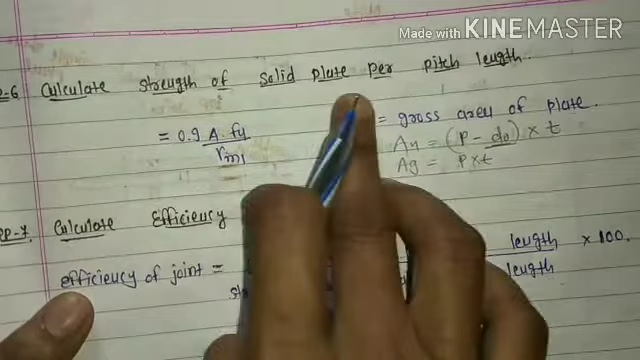 Made with KINEMASTER
P-6 Calculate strength of solid plate per pitch length.
= 0.9 A. fu / γm1 = gross area of plate.
An = (P - do) x t
Ag = P x t
PP-7. Calculate Efficiency
efficiency of joint = length / length x 100.